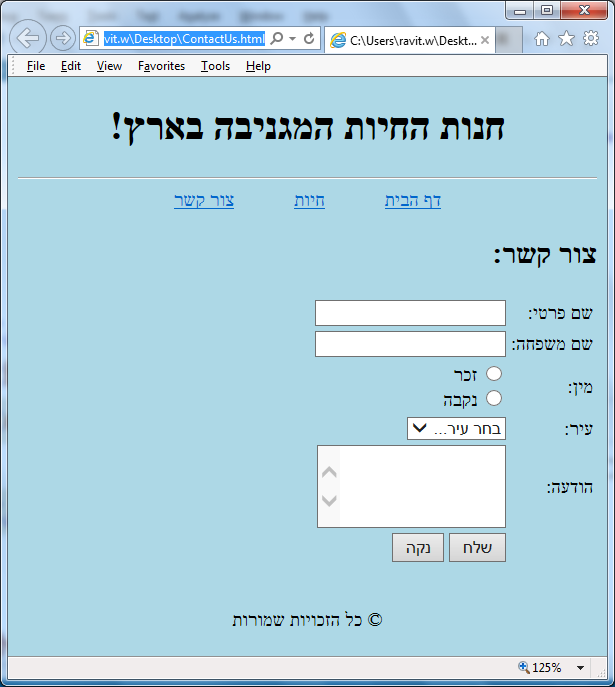 vit.w\Desktop\ContactUs.html
C:\Users\ravit.w\Deskt...
File Edit View Favorites Tools Help
חנות החיות המגניבה בארץ!
דף הבית חיות צור קשר
צור קשר:
שם פרטי:
שם משפחה:
מין:
זכר
נקבה
עיר:
בחר עיר...
הודעה:
שלח נקה
© כל הזכויות שמורות
125%